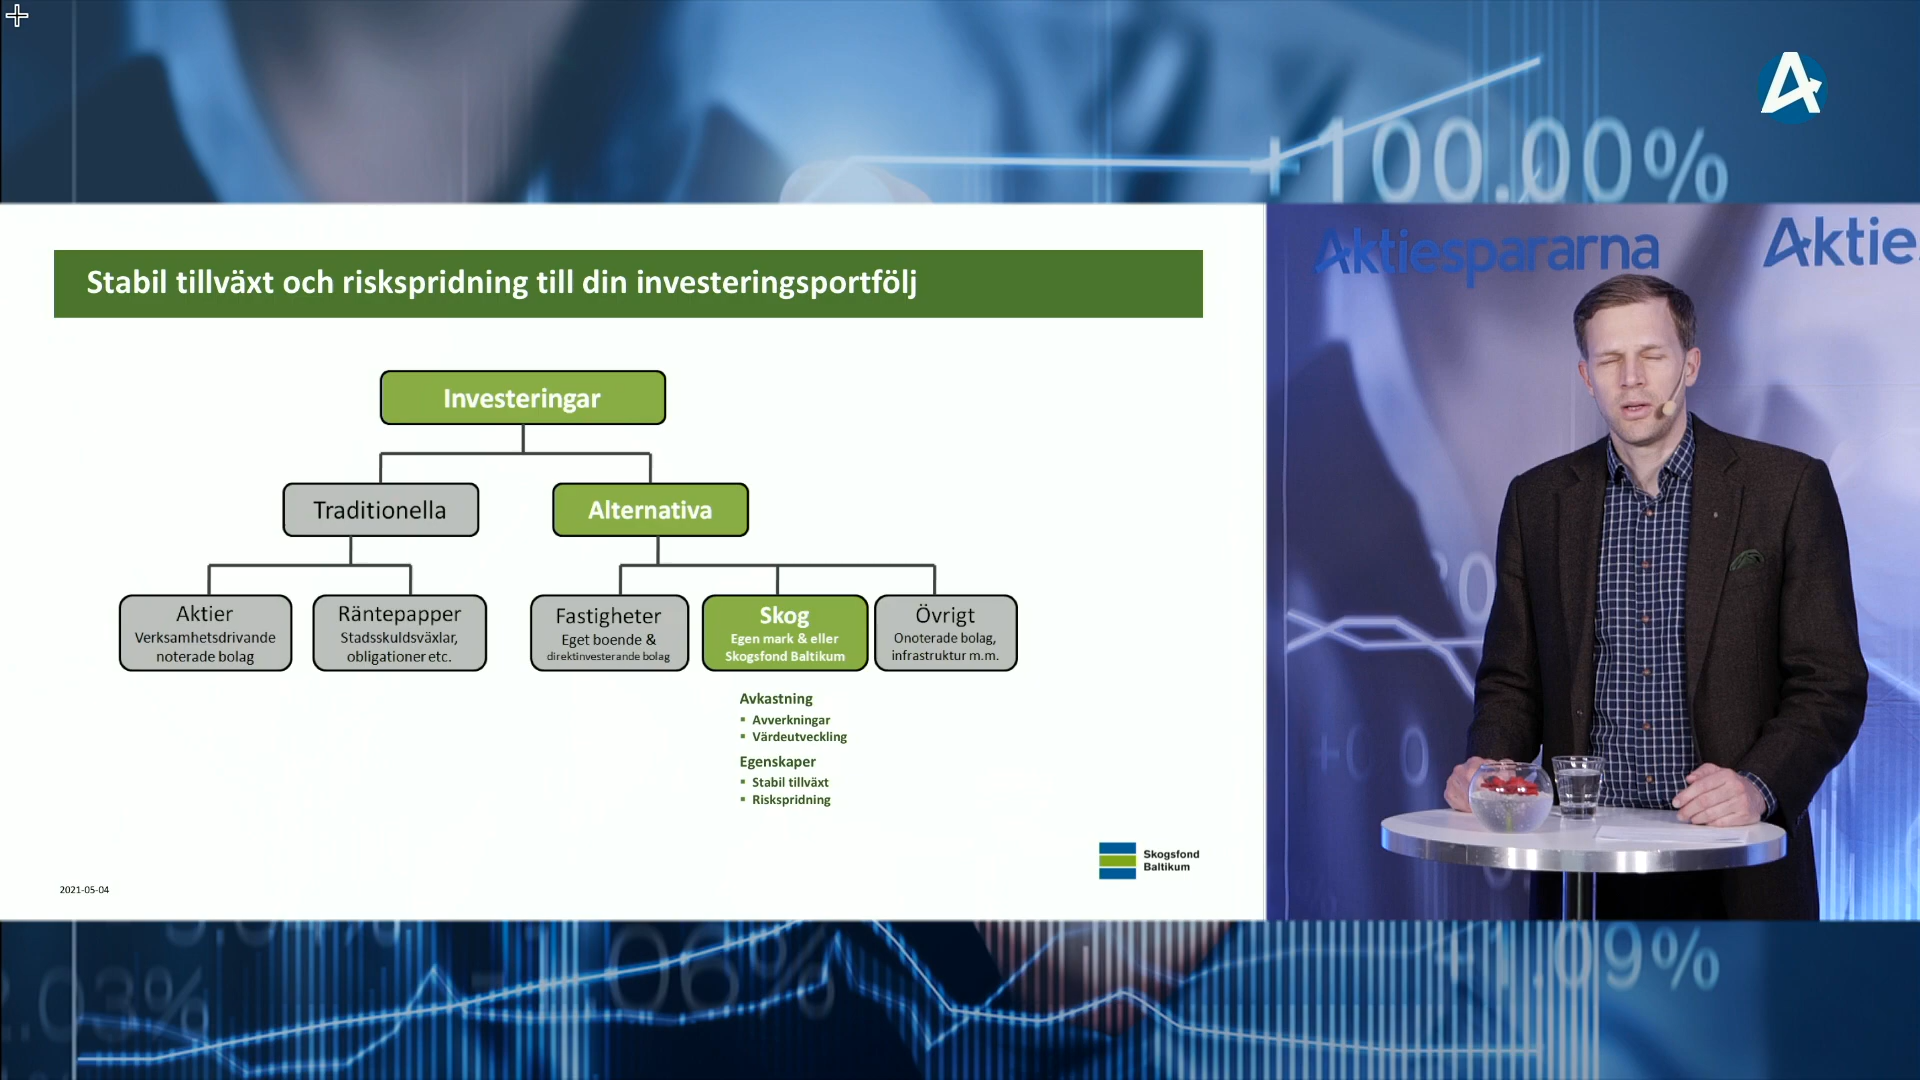 +100.00%
Aktiespararna
Aktie
Stabil tillväxt och riskspridning till din investeringsportfölj
Investeringar
Traditionella
Alternativa
Aktier
Verksamhetsdrivande
noterade bolag
Räntepapper
Stadsskuldsväxlar,
obligationer etc.
Fastigheter
Eget boende &
direktinvesterande bolag
Skog
Egen mark & eller
Skogsfond Baltikum
Övrigt
Onoterade bolag,
infrastruktur m.m.
Avkastning
▪ Avverkningar
▪ Värdeutveckling
Egenskaper
▪ Stabil tillväxt
▪ Riskspridning
Skogsfond
Baltikum
2021-05-04